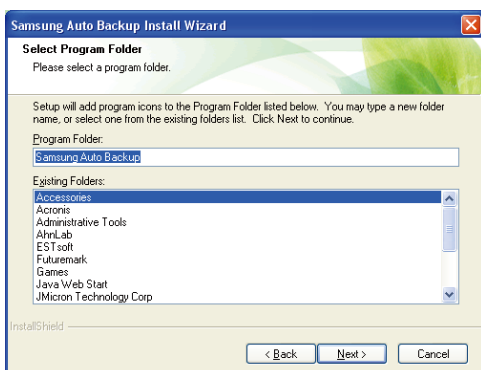 Samsung Auto Backup Install Wizard
Select Program Folder
Please select a program folder.
Setup will add program icons to the Program Folder listed below. You may type a new folder
name, or select one from the existing folders list. Click Next to continue.
Program Folder:
Samsung Auto Backup
Existing Folders:
Accessories
Acronis
Administrative Tools
AhnLab
ESTsoft
Futuremark
Games
Java Web Start
JMicron Technology Corp
InstallShield
< Back
Next >
Cancel